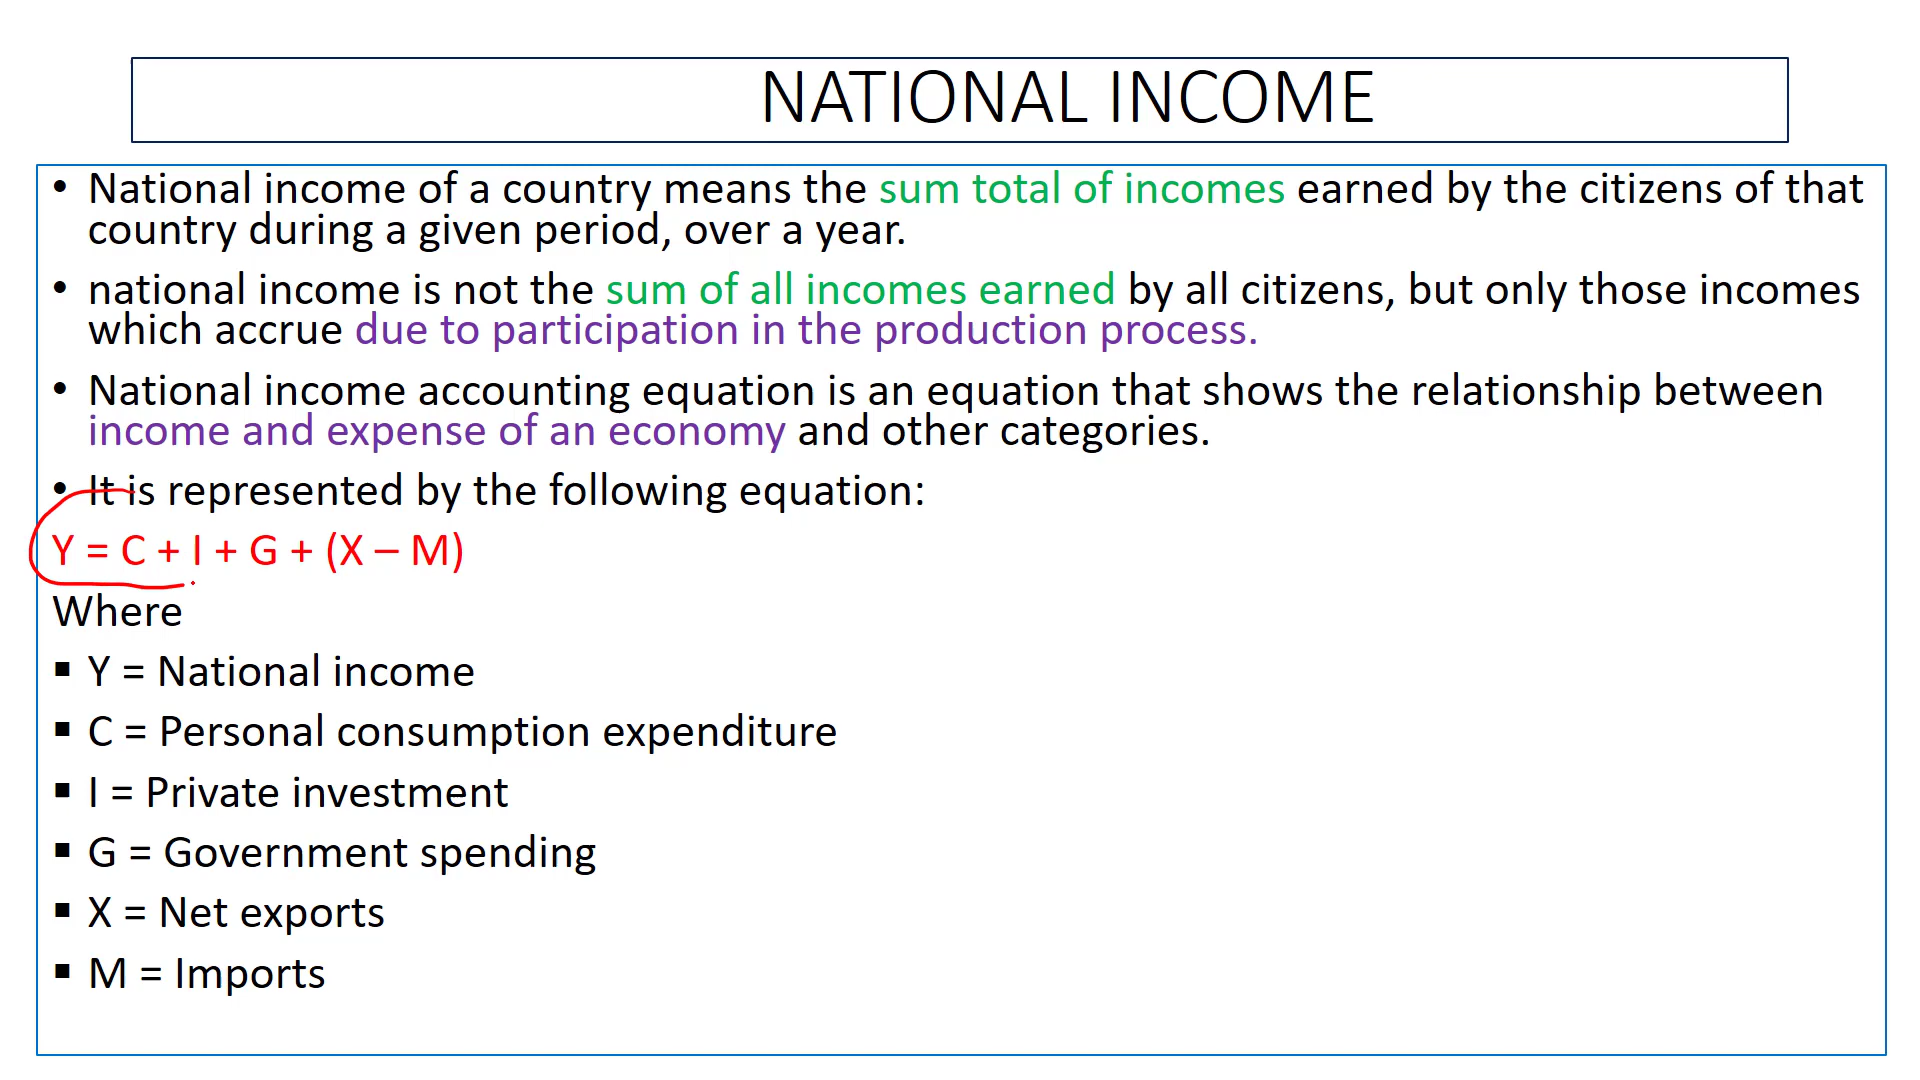 NATIONAL INCOME
• National income of a country means the sum total of incomes earned by the citizens of that
country during a given period, over a year.
• national income is not the sum of all incomes earned by all citizens, but only those incomes
which accrue due to participation in the production process.
• National income accounting equation is an equation that shows the relationship between
income and expense of an economy and other categories.
• It is represented by the following equation:
Y = C + I + G + (X – M)
Where
▪ Y = National income
▪ C = Personal consumption expenditure
▪ I = Private investment
▪ G = Government spending
▪ X = Net exports
▪ M = Imports